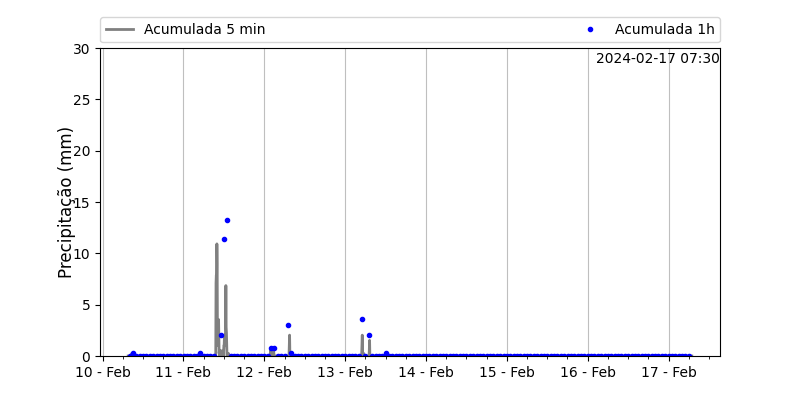 Acumulada 5 min
Acumulada 1h
2024-02-17 07:30
Precipitação (mm)
30
25
20
15
10
5
0
10 - Feb
11 - Feb
12 - Feb
13 - Feb
14 - Feb
15 - Feb
16 - Feb
17 - Feb